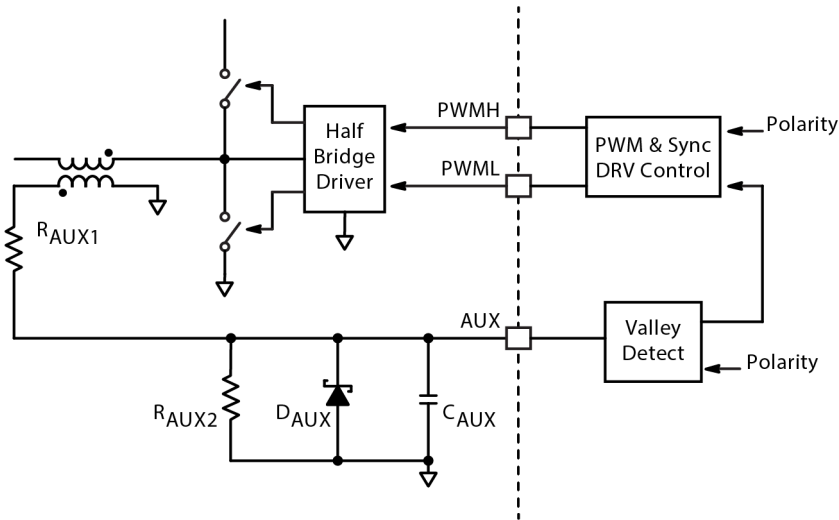 PWMH
PWML
Half
Bridge
Driver
PWM & Sync
DRV Control
Polarity
RAUX1
AUX
Valley
Detect
Polarity
RAUX2
DAUX
CAUX